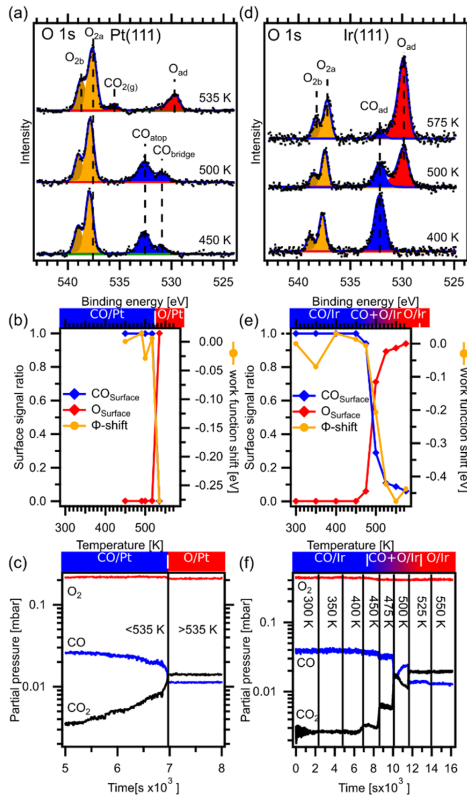 (a)
O 1s
Pt(111)
O2b
O2a
CO2(g)
Oad
535 K
COatop
CObridge
500 K
450 K
Intensity
540 535 530 525
Binding energy [eV]
(d)
O 1s
Ir(111)
Oad
O2b
O2a
COad
575 K
500 K
400 K
Intensity
540 535 530 525
Binding energy [eV]
(b)
CO/Pt
O/Pt
1.0
0.8
0.6
0.4
0.2
0.0
Surface signal ratio
COSurface
OSurface
Φ-shift
0.00
-0.05
-0.10
-0.15
-0.20
-0.25
work function shift [eV]
300 400 500
Temperature [K]
(e)
CO/Ir
CO+O/Ir
O/Ir
1.0
0.8
0.6
0.4
0.2
0.0
Surface signal ratio
COSurface
OSurface
Φ-shift
0.0
-0.1
-0.2
-0.3
-0.4
work function shift [eV]
300 400 500
Temperature [K]
(c)
CO/Pt
O/Pt
O2
<535 K
>535 K
CO
CO2
0.1
0.01
Partial pressure [mbar]
5 6 7 8
Time[s x10³]
(f)
CO/Ir
CO+O/Ir
O/Ir
O2
300 K
350 K
400 K
450 K
475 K
500 K
525 K
550 K
CO
CO2
0.1
0.01
Partial pressure [mbar]
0 2 4 6 8 10 12 14 16
Time [sx10³]